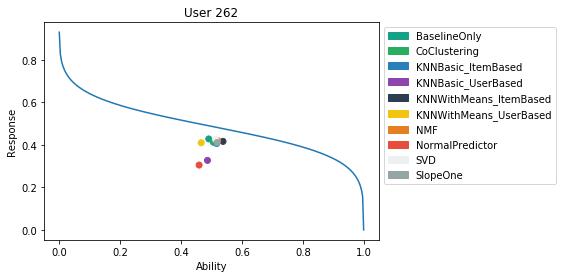 User 262
Response
0.8
0.6
0.4
0.2
0.0
0.0 0.2 0.4 0.6 0.8 1.0
Ability
BaselineOnly
CoClustering
KNNBasic_ItemBased
KNNBasic_UserBased
KNNWithMeans_ItemBased
KNNWithMeans_UserBased
NMF
NormalPredictor
SVD
SlopeOne